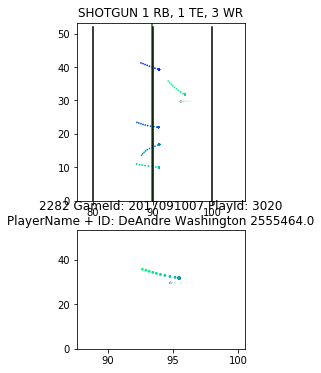 SHOTGUN 1 RB, 1 TE, 3 WR
50
40
30
20
10
0
80 90 100
2282 GameId: 2017091007 PlayId: 3020
PlayerName + ID: DeAndre Washington 2555464.0
40
20
0
90 95 100